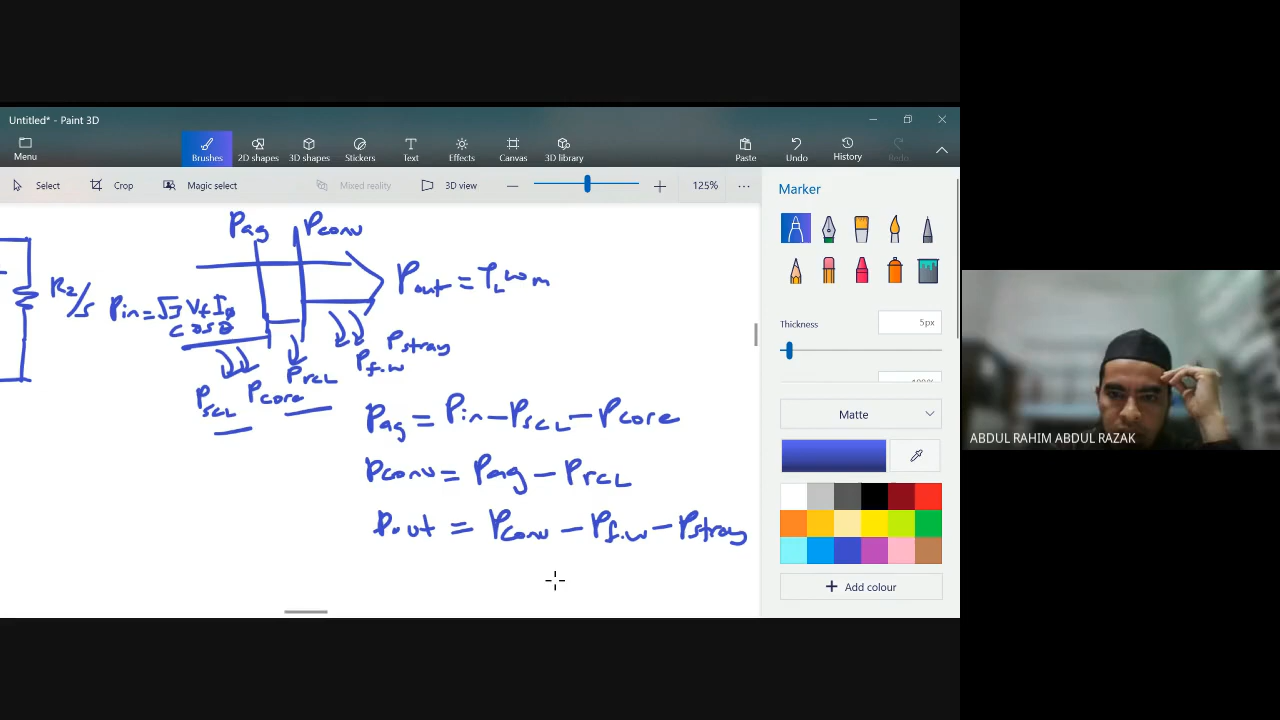 Untitled* - Paint 3D
Menu
Brushes
2D shapes
3D shapes
Stickers
Text
Effects
Canvas
3D library
Paste
Undo
History
Redo
Select
Crop
Magic select
Mixed reality
3D view
125%
Marker
Pag
Pconv
R2/s
Pin = √3 VT
cos θ
Pout = TL ωm
Pscl
Pcore
PRCL
Pf.w
Pstray
Pag = Pin – PSCL – Pcore
Pconv = Pag – PRCL
Pout = Pconv – Pf.w – Pstray
Thickness
5px
Matte
Add colour
ABDUL RAHIM ABDUL RAZAK